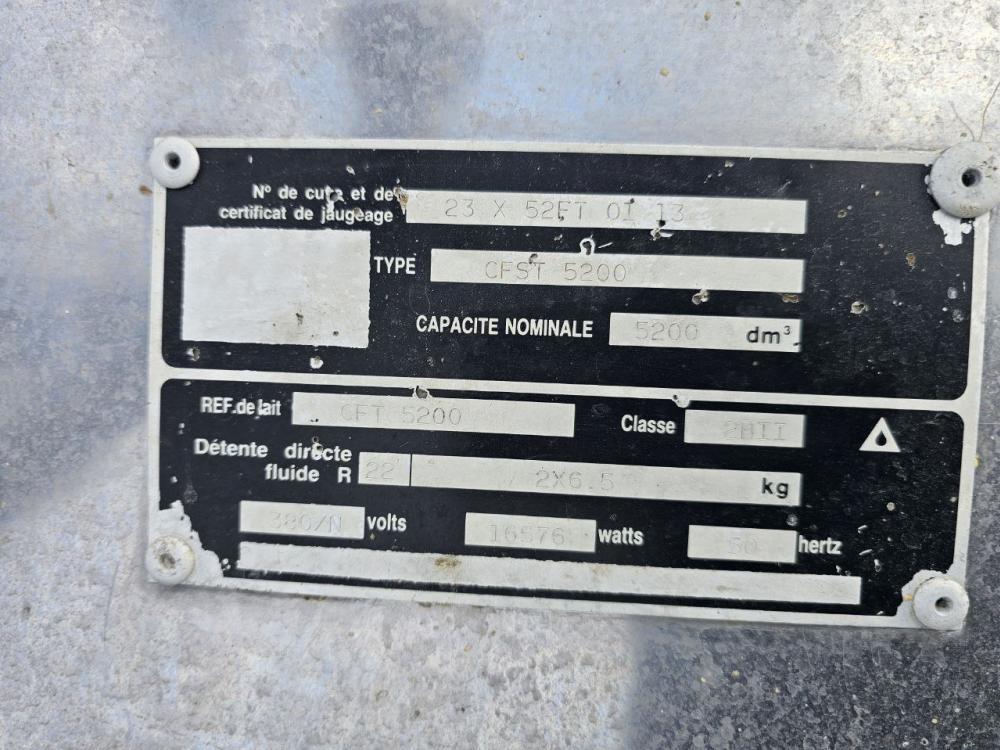 N° de cuve et de
certificat de jaugeage 23 X 52FT OI 13
TYPE CFST 5200
CAPACITE NOMINALE 5200 dm³
REF. de lait CFT 5200 Classe 2BII
Détente directe
fluide R 22 2X6.5 kg
380/N volts 16576 watts 50 hertz